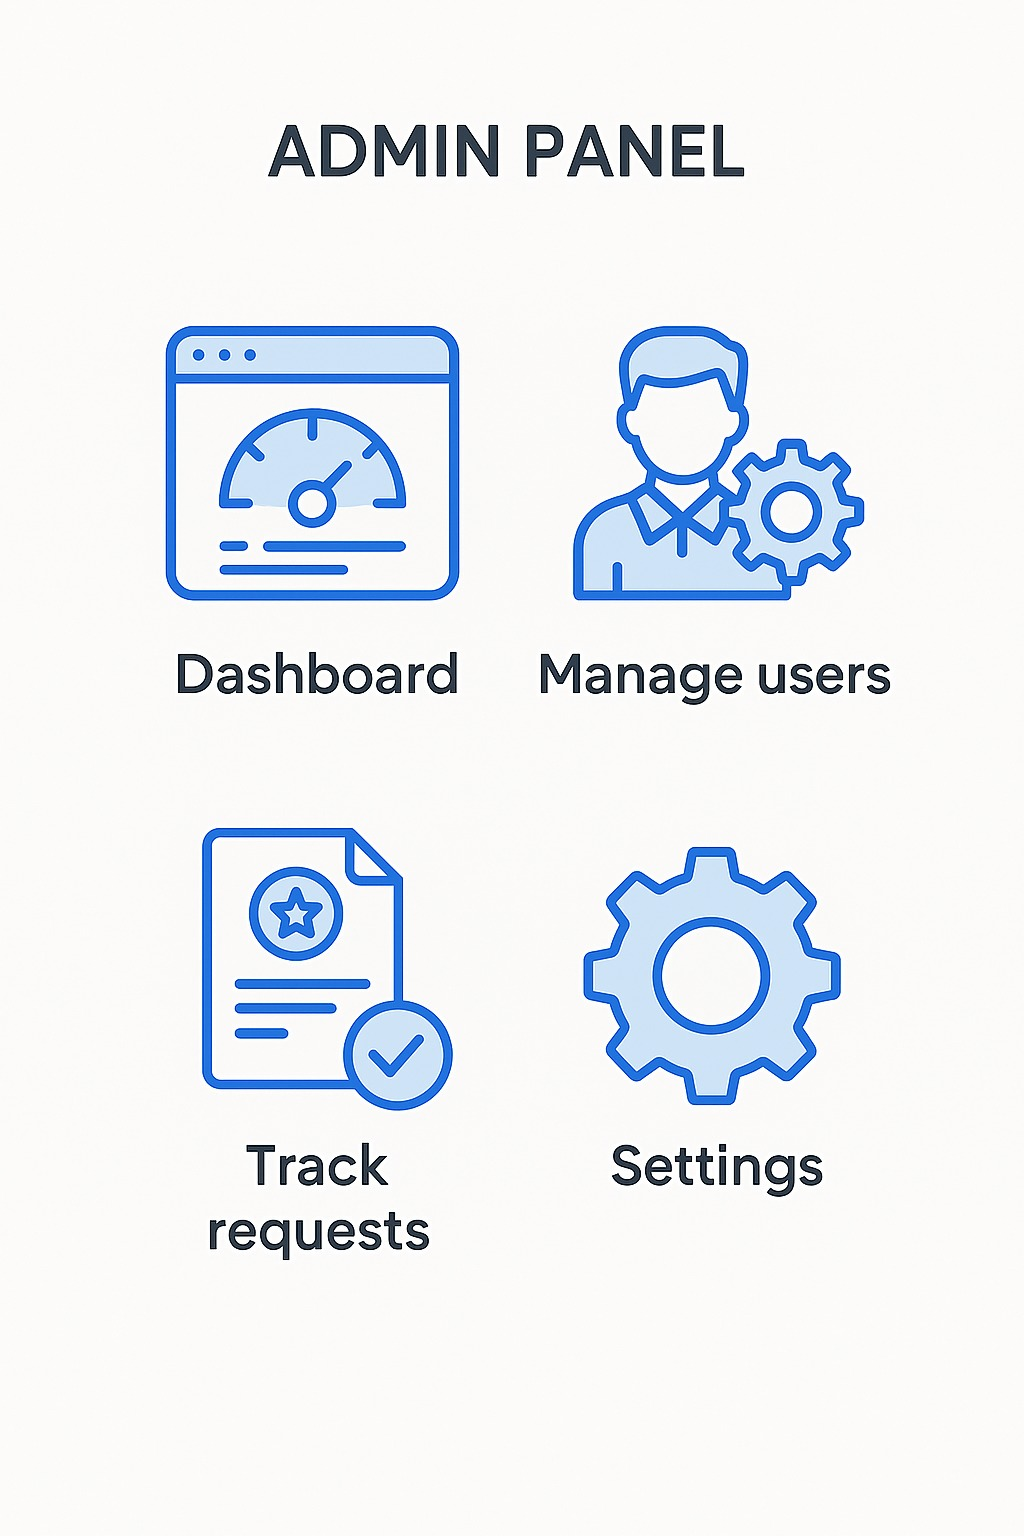 ADMIN PANEL
Dashboard
Manage users
Track
requests
Settings